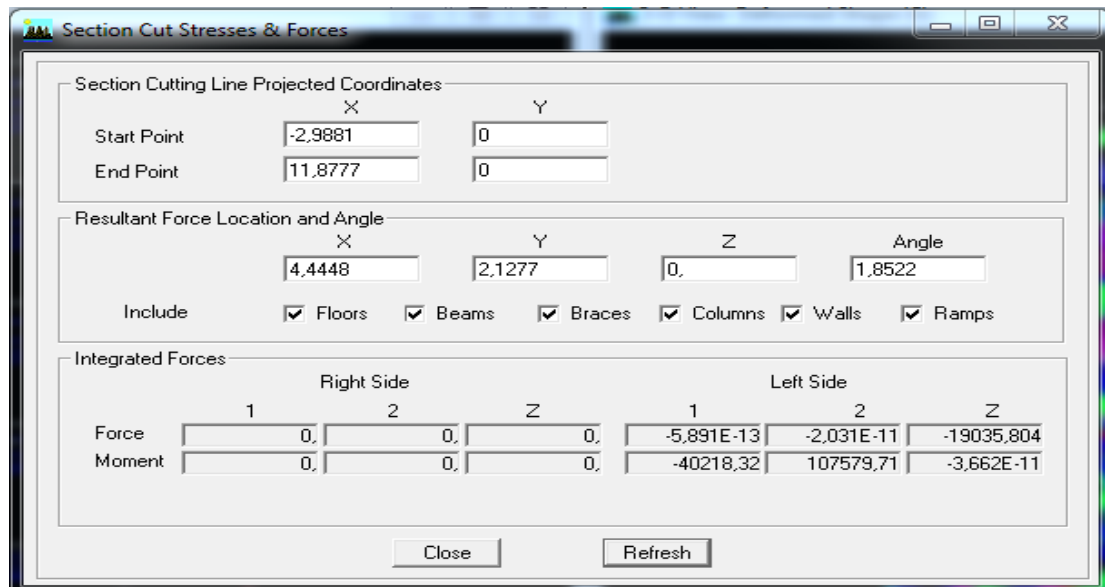 Section Cut Stresses & Forces
Section Cutting Line Projected Coordinates
X Y
Start Point -2,9881 0
End Point 11,8777 0
Resultant Force Location and Angle
X Y Z Angle
4,4448 2,1277 0, 1,8522
Include Floors Beams Braces Columns Walls Ramps
Integrated Forces
Right Side Left Side
1 2 Z 1 2 Z
Force 0, 0, 0, -5,891E-13 -2,031E-11 -19035,804
Moment 0, 0, 0, -40218,32 107579,71 -3,662E-11
Close Refresh